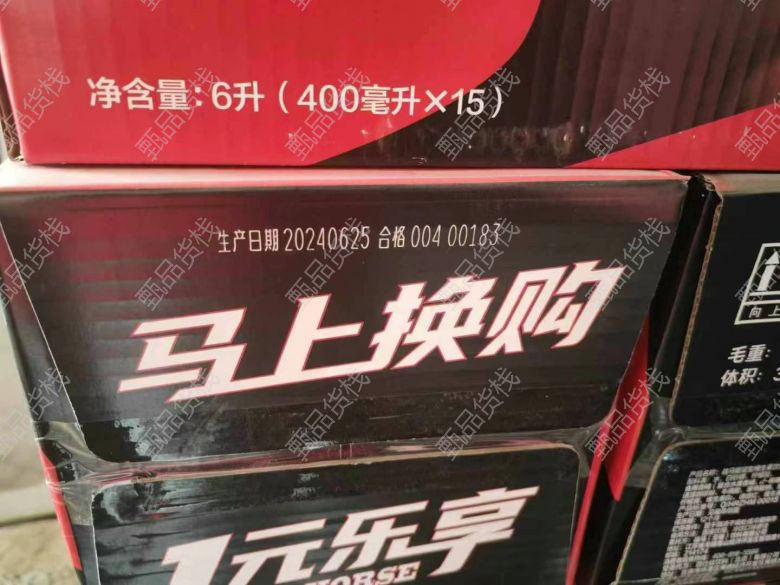 净含量:6升(400毫升×15)
生产日期 20240625 合格 004 00183
马上换购
向上
毛重:
体积:3
1元乐享
HORSE
甄品货栈